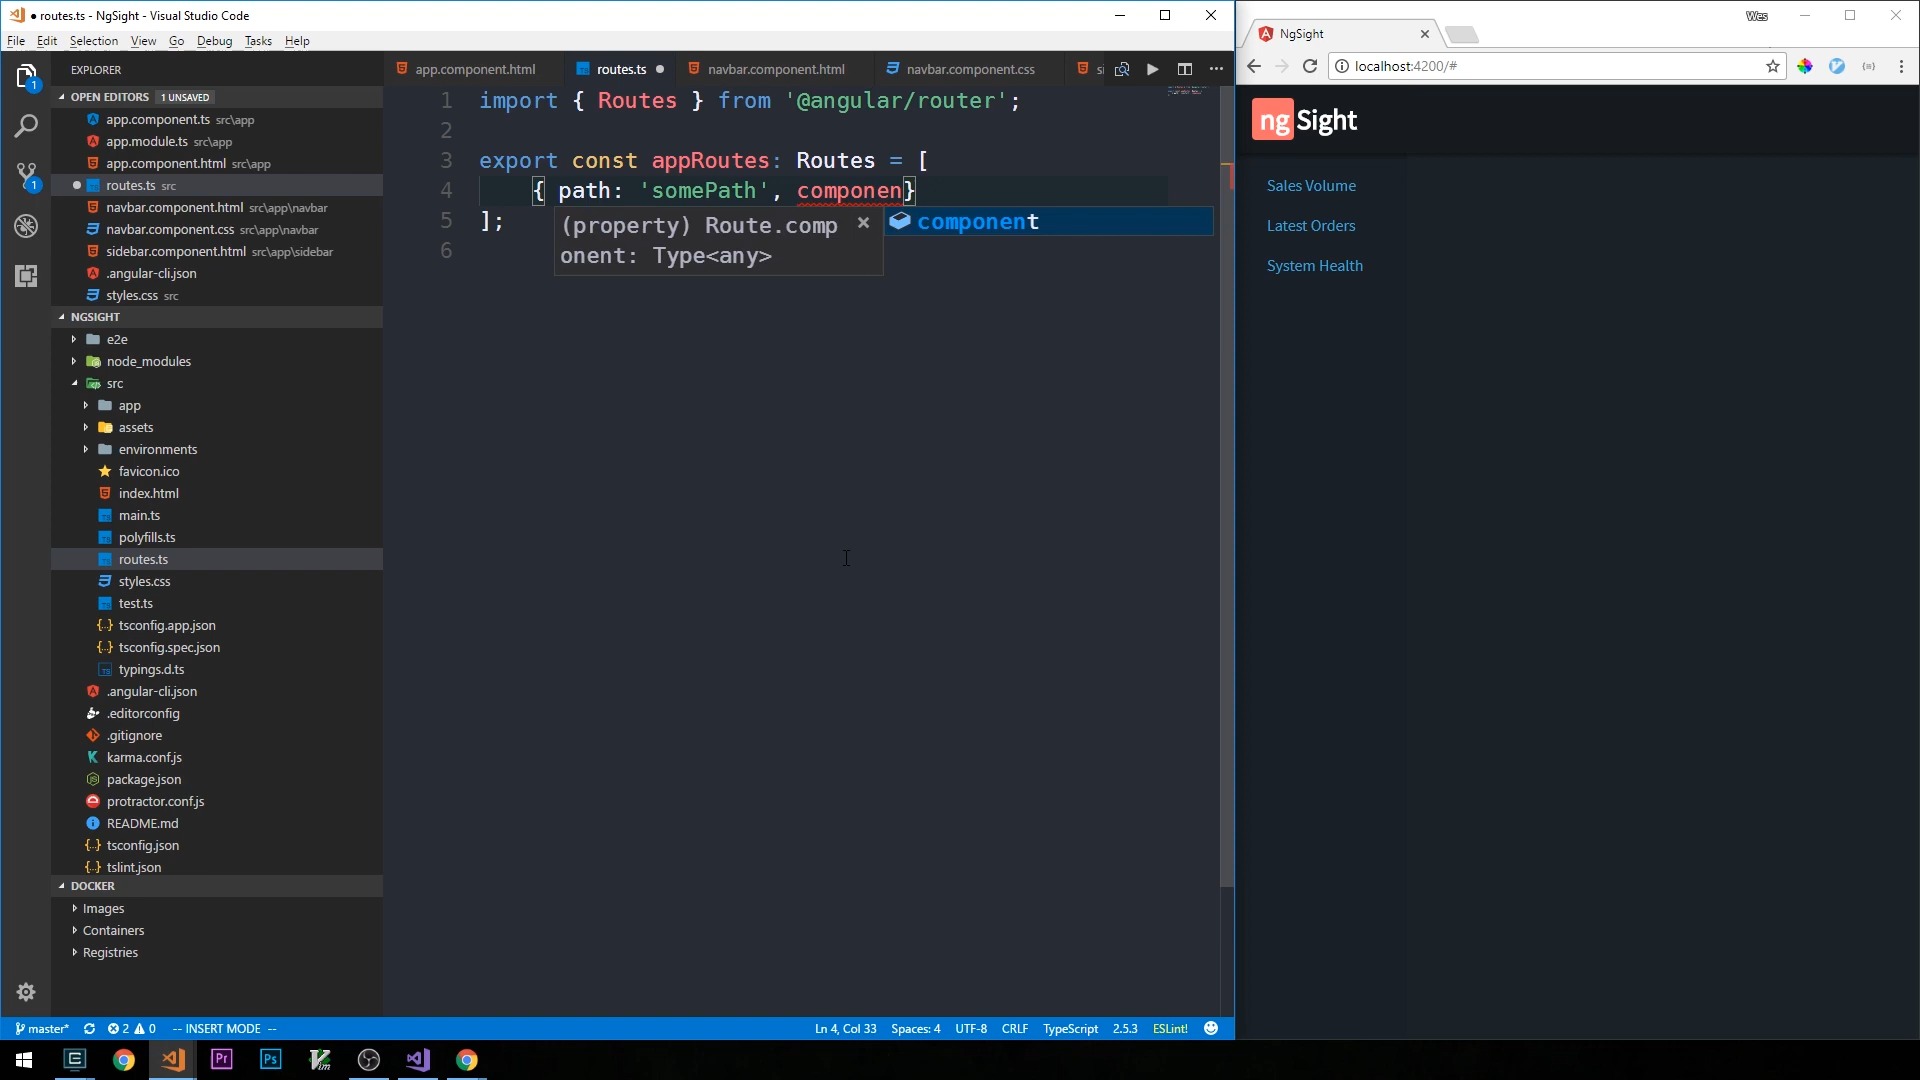 ● routes.ts - NgSight - Visual Studio Code
File Edit Selection View Go Debug Tasks Help
EXPLORER
OPEN EDITORS 1 UNSAVED
app.component.ts src\app
app.module.ts src\app
app.component.html src\app
routes.ts src
navbar.component.html src\app\navbar
navbar.component.css src\app\navbar
sidebar.component.html src\app\sidebar
.angular-cli.json
styles.css src
NGSIGHT
e2e
node_modules
src
app
assets
environments
favicon.ico
index.html
main.ts
polyfills.ts
routes.ts
styles.css
test.ts
tsconfig.app.json
tsconfig.spec.json
typings.d.ts
.angular-cli.json
.editorconfig
.gitignore
karma.conf.js
package.json
protractor.conf.js
README.md
tsconfig.json
tslint.json
DOCKER
Images
Containers
Registries
app.component.html routes.ts navbar.component.html navbar.component.css
1 import { Routes } from '@angular/router';
2
3 export const appRoutes: Routes = [
4 { path: 'somePath', componen}
5 ];
6
(property) Route.comp
onent: Type<any>
component
master* 2 0 -- INSERT MODE -- Ln 4, Col 33 Spaces: 4 UTF-8 CRLF TypeScript 2.5.3 ESLint!
Wes
NgSight
localhost:4200/#
ng Sight
Sales Volume
Latest Orders
System Health
Pr Ps Vim